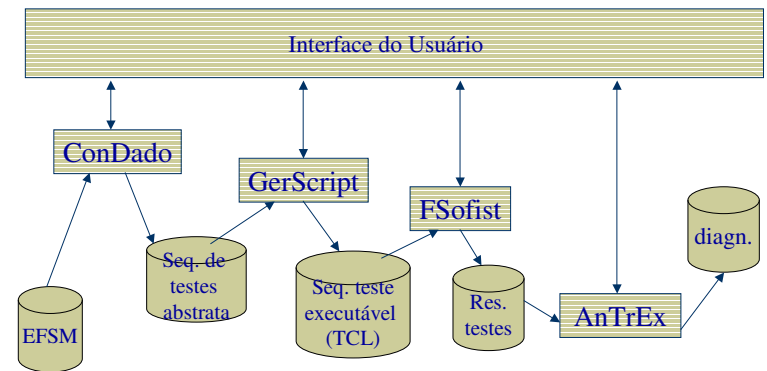 Interface do Usuário
ConDado
GerScript
FSofist
diagn.
Seq. de
testes
abstrata
Seq. teste
executável
(TCL)
Res.
testes
AnTrEx
EFSM